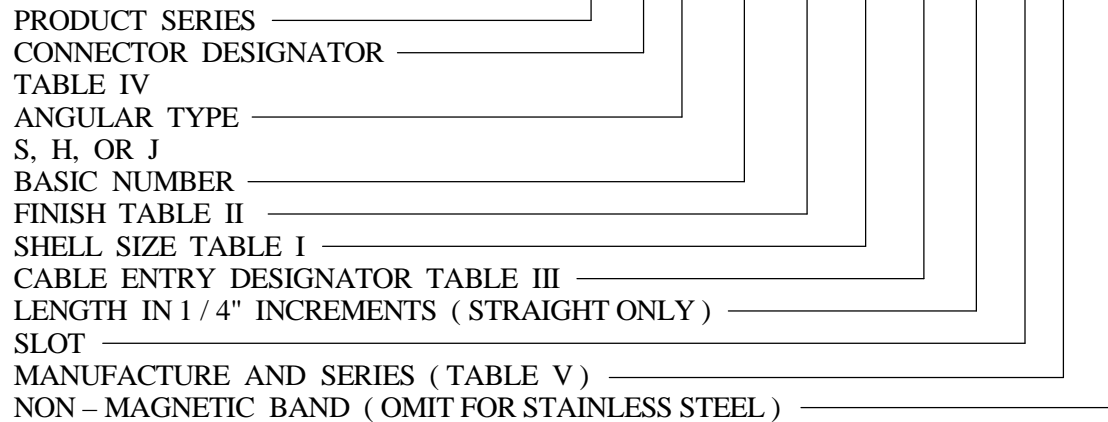 PRODUCT SERIES
CONNECTOR DESIGNATOR
TABLE IV
ANGULAR TYPE
S, H, OR J
BASIC NUMBER
FINISH TABLE II
SHELL SIZE TABLE I
CABLE ENTRY DESIGNATOR TABLE III
LENGTH IN 1 / 4" INCREMENTS ( STRAIGHT ONLY )
SLOT
MANUFACTURE AND SERIES ( TABLE V )
NON – MAGNETIC BAND ( OMIT FOR STAINLESS STEEL )